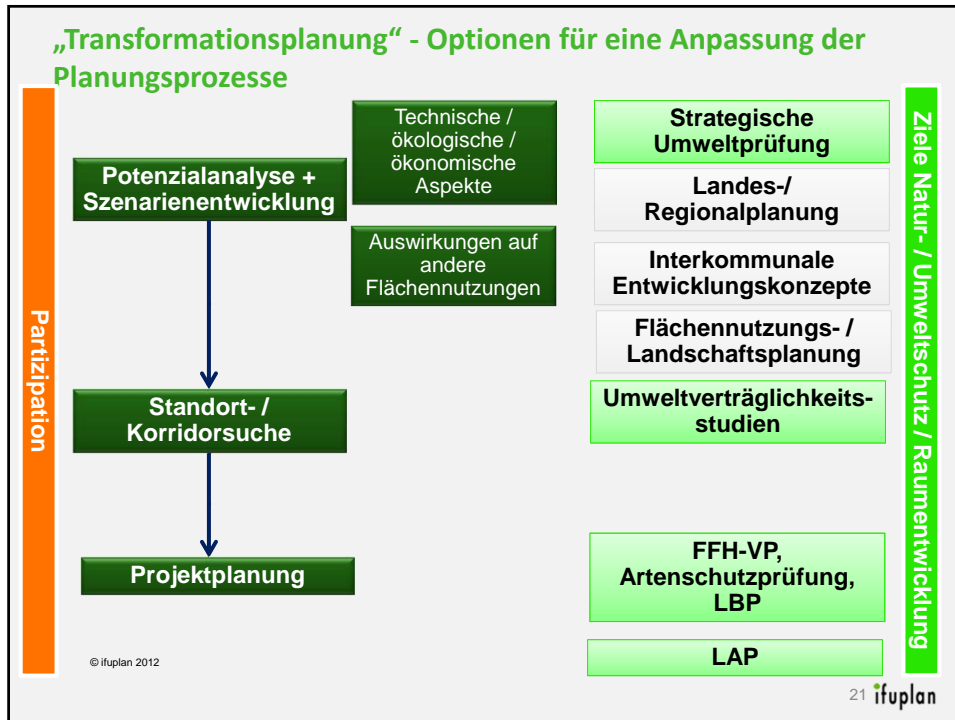 „Transformationsplanung“ - Optionen für eine Anpassung der
Planungsprozesse
Partizipation
Potenzialanalyse +
Szenarienentwicklung
Technische /
ökologische /
ökonomische
Aspekte
Auswirkungen auf
andere
Flächennutzungen
Standort- /
Korridorsuche
Projektplanung
Strategische
Umweltprüfung
Landes-/
Regionalplanung
Interkommunale
Entwicklungskonzepte
Flächennutzungs- /
Landschaftsplanung
Umweltverträglichkeits-
studien
FFH-VP,
Artenschutzprüfung,
LBP
LAP
Ziele Natur- / Umweltschutz / Raumentwicklung
© ifuplan 2012
21 ifuplan